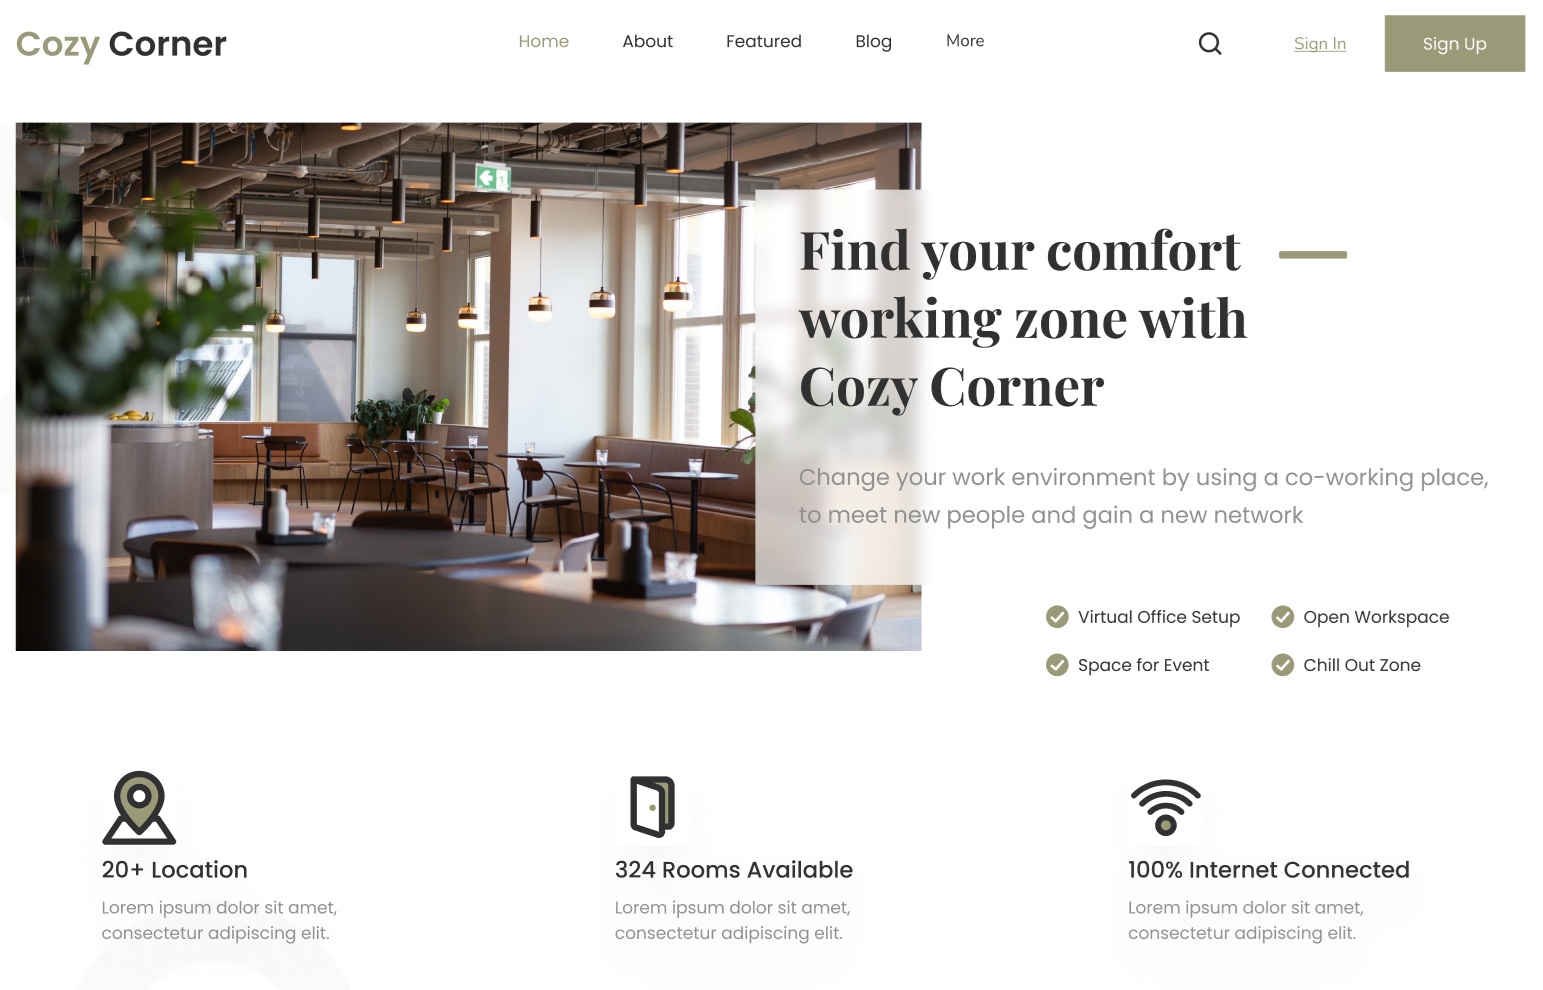 Cozy Corner
Home About Featured Blog More
Sign In
Sign Up
Find your comfort
working zone with
Cozy Corner
Change your work environment by using a co-working place,
to meet new people and gain a new network
Virtual Office Setup
Open Workspace
Space for Event
Chill Out Zone
20+ Location
Lorem ipsum dolor sit amet,
consectetur adipiscing elit.
324 Rooms Available
Lorem ipsum dolor sit amet,
consectetur adipiscing elit.
100% Internet Connected
Lorem ipsum dolor sit amet,
consectetur adipiscing elit.